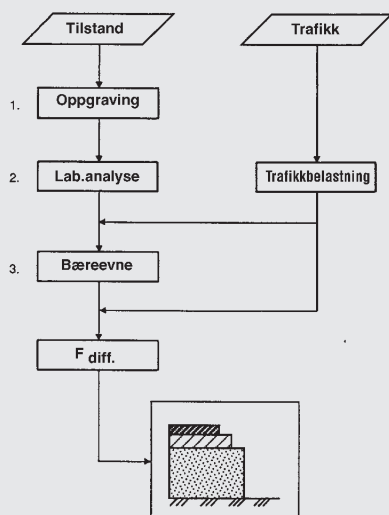 Tilstand
Trafikk
1. Oppgraving
2. Lab.analyse
Trafikkbelastning
3. Bæreevne
F diff.